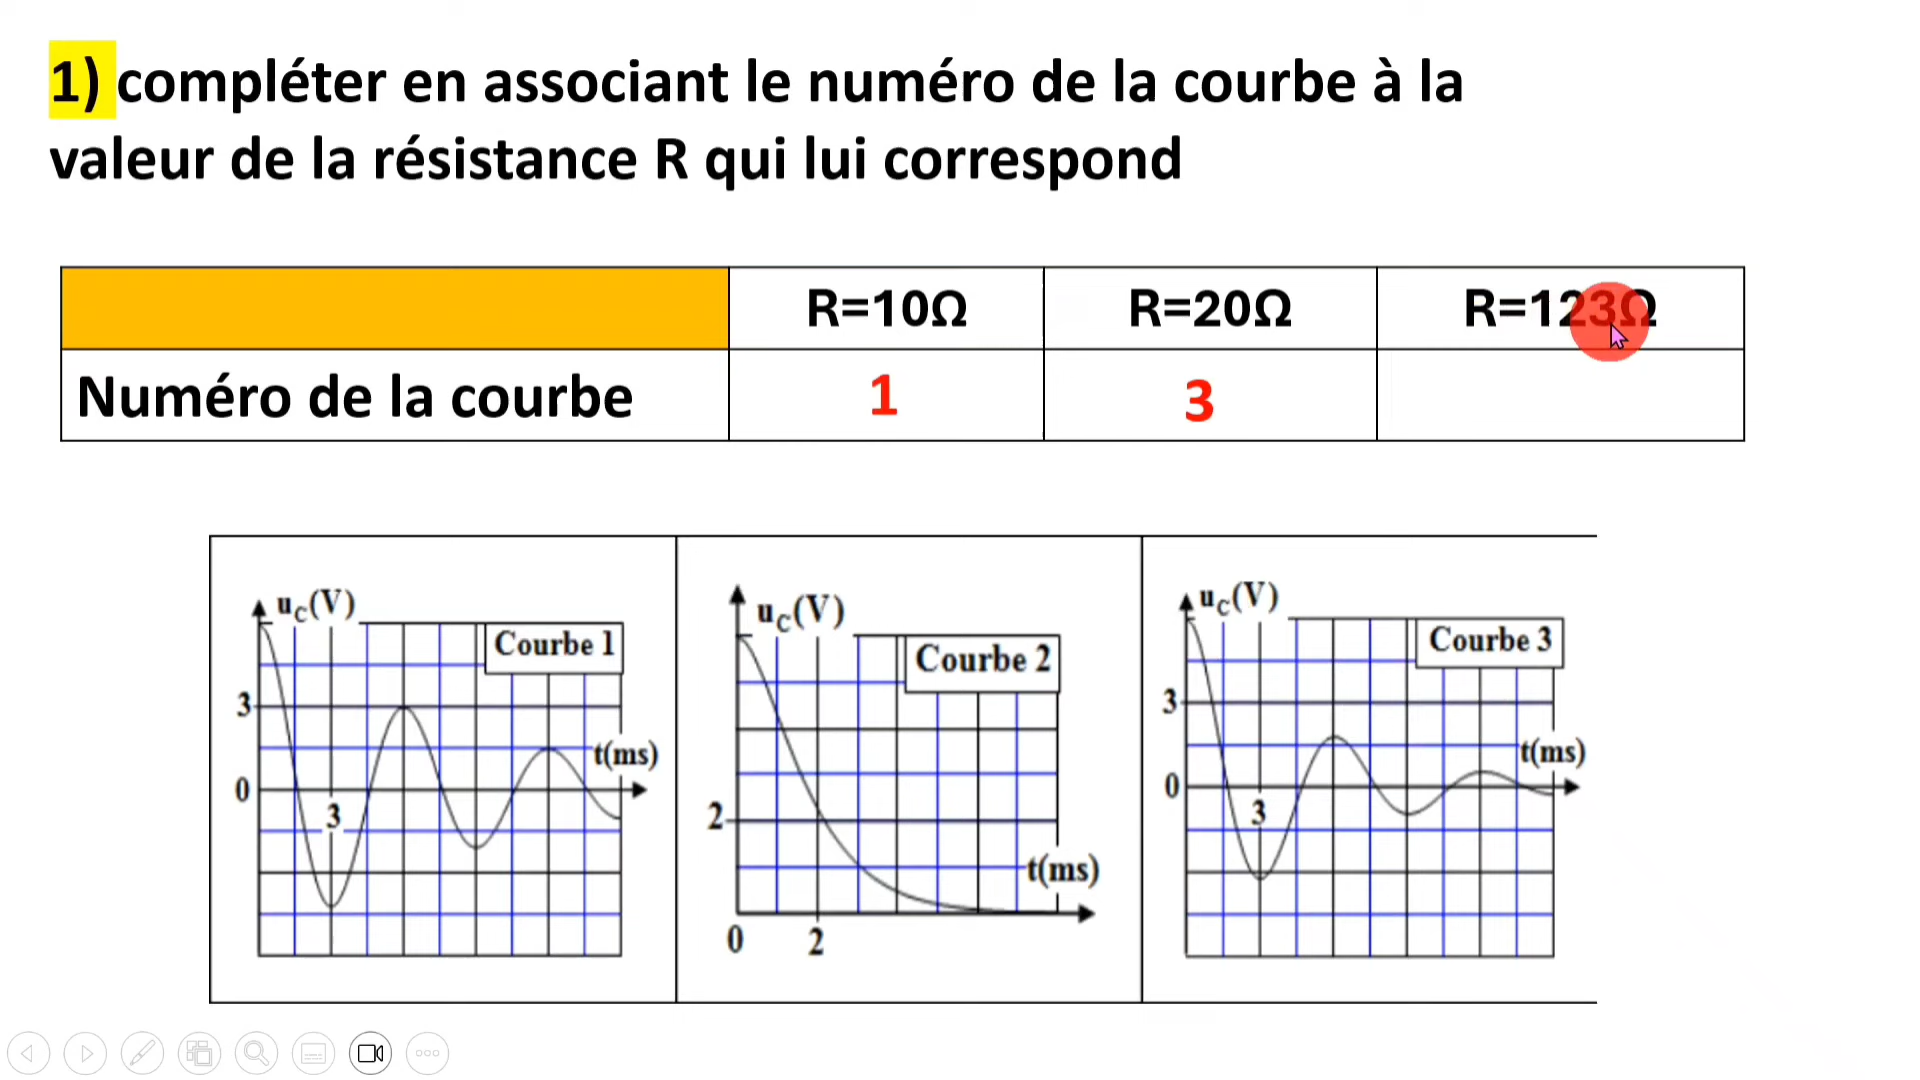 1) compléter en associant le numéro de la courbe à la
valeur de la résistance R qui lui correspond
R=10Ω R=20Ω R=123Ω
Numéro de la courbe 1 3
uC(V)
Courbe 1
3
t(ms)
0
3
uC(V)
Courbe 2
2
t(ms)
0 2
uC(V)
Courbe 3
3
t(ms)
0
3